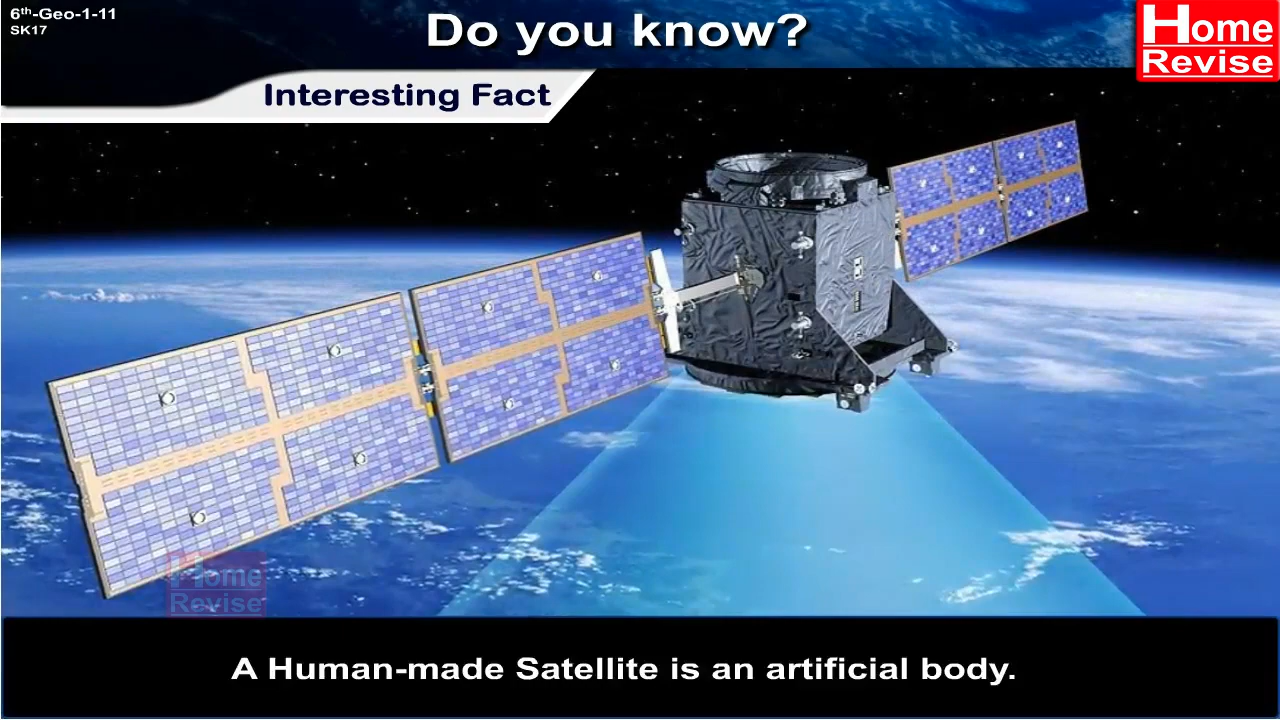 6th-Geo-1-11
SK17
Do you know?
Home
Revise
Interesting Fact
Home
Revise
A Human-made Satellite is an artificial body.